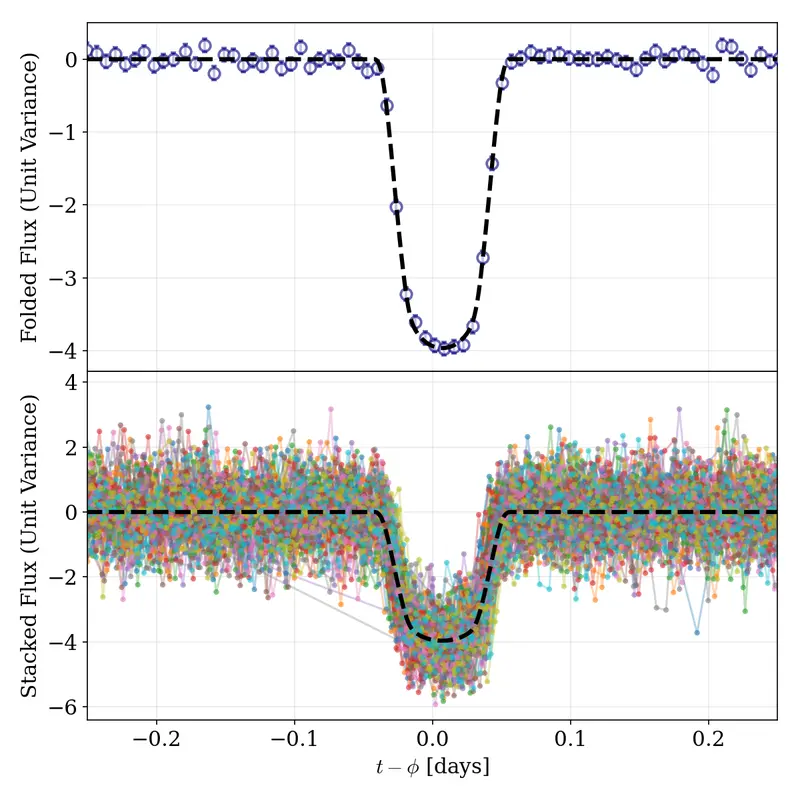 Folded Flux (Unit Variance)
0
−1
−2
−3
−4
Stacked Flux (Unit Variance)
4
2
0
−2
−4
−6
−0.2 −0.1 0.0 0.1 0.2
t − ϕ [days]